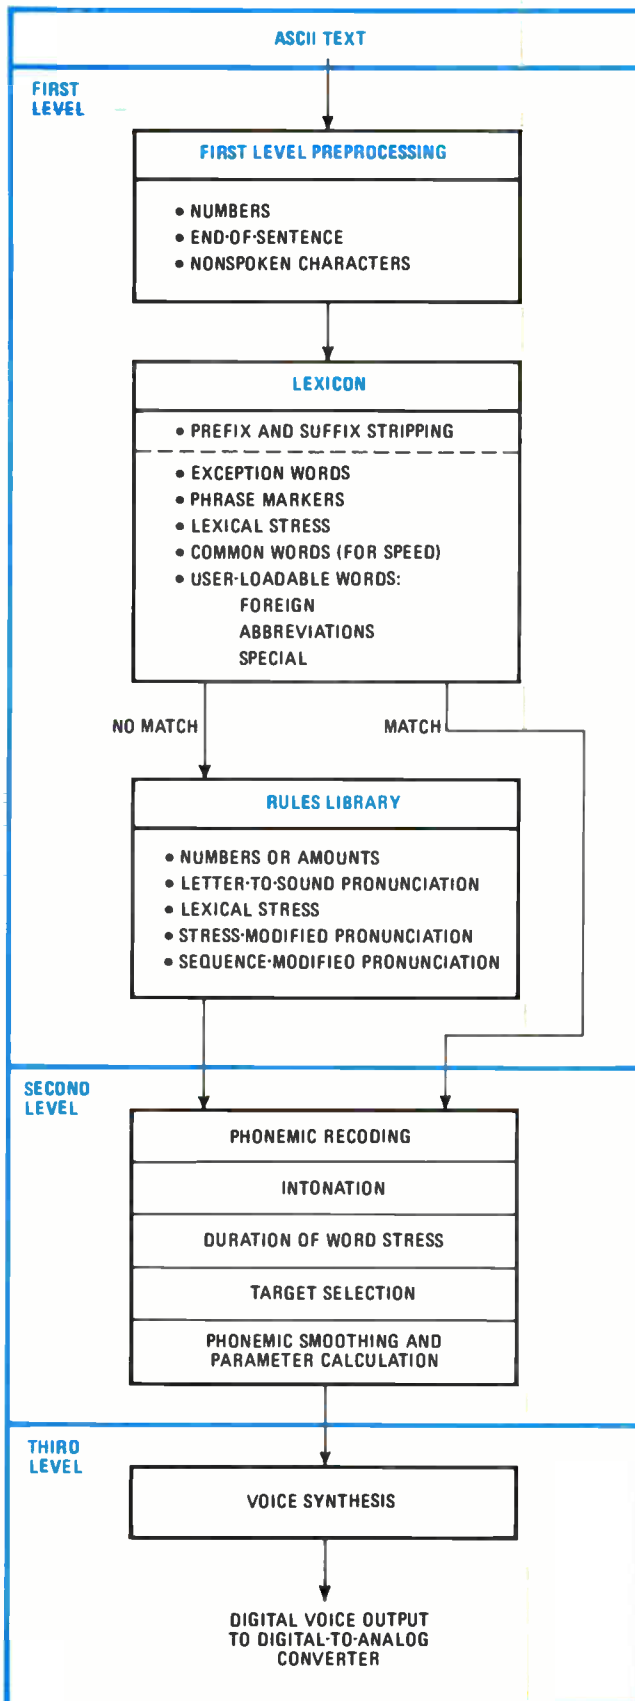 ASCII TEXT
FIRST
LEVEL
FIRST LEVEL PREPROCESSING
• NUMBERS
• END-OF-SENTENCE
• NONSPOKEN CHARACTERS
LEXICON
• PREFIX AND SUFFIX STRIPPING
• EXCEPTION WORDS
• PHRASE MARKERS
• LEXICAL STRESS
• COMMON WORDS (FOR SPEED)
• USER-LOADABLE WORDS:
FOREIGN
ABBREVIATIONS
SPECIAL
NO MATCH
MATCH
RULES LIBRARY
• NUMBERS OR AMOUNTS
• LETTER-TO-SOUND PRONUNCIATION
• LEXICAL STRESS
• STRESS-MODIFIED PRONUNCIATION
• SEQUENCE-MODIFIED PRONUNCIATION
SECOND
LEVEL
PHONEMIC RECODING
INTONATION
DURATION OF WORD STRESS
TARGET SELECTION
PHONEMIC SMOOTHING AND
PARAMETER CALCULATION
THIRD
LEVEL
VOICE SYNTHESIS
DIGITAL VOICE OUTPUT
TO DIGITAL-TO-ANALOG
CONVERTER